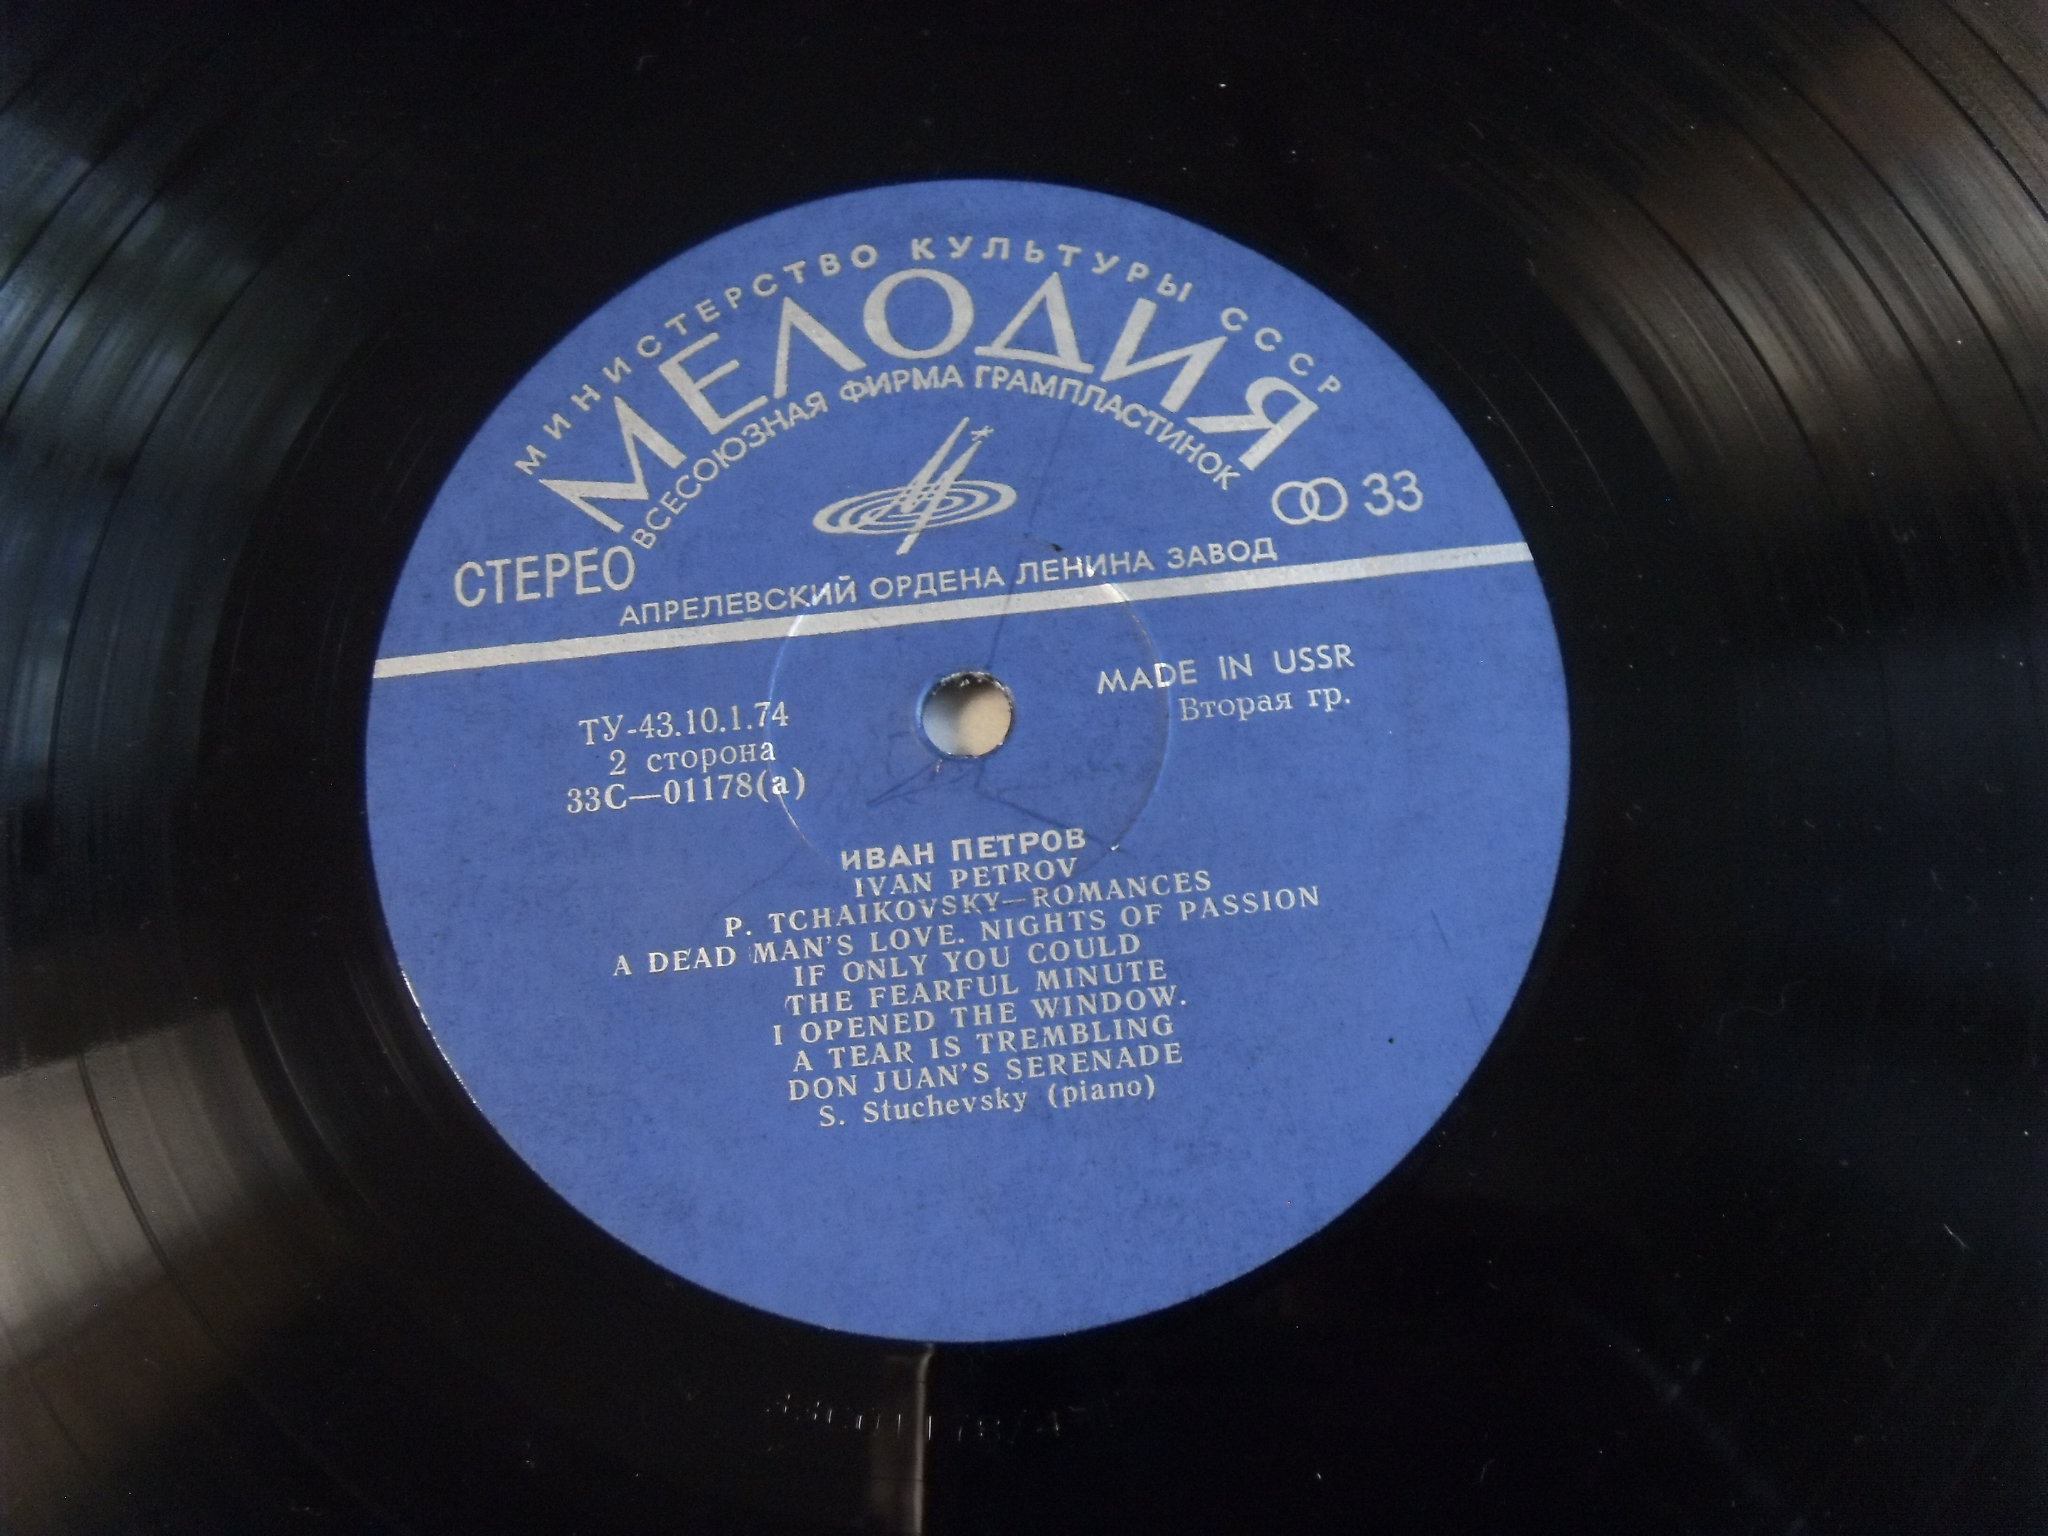 МИНИСТЕРСТВО КУЛЬТУРЫ СССР
МЕЛОДИЯ
ВСЕСОЮЗНАЯ ФИРМА ГРАМПЛАСТИНОК
СТЕРЕО
33
АПРЕЛЕВСКИЙ ОРДЕНА ЛЕНИНА ЗАВОД
MADE IN USSR
Вторая гр.
ТУ-43.10.1.74
2 сторона
33С—01178(а)
ИВАН ПЕТРОВ
IVAN PETROV
P. TCHAIKOVSKY—ROMANCES
A DEAD MAN'S LOVE. NIGHTS OF PASSION
IF ONLY YOU COULD
THE FEARFUL MINUTE
I OPENED THE WINDOW.
A TEAR IS TREMBLING
DON JUAN'S SERENADE
S. Stuchevsky (piano)